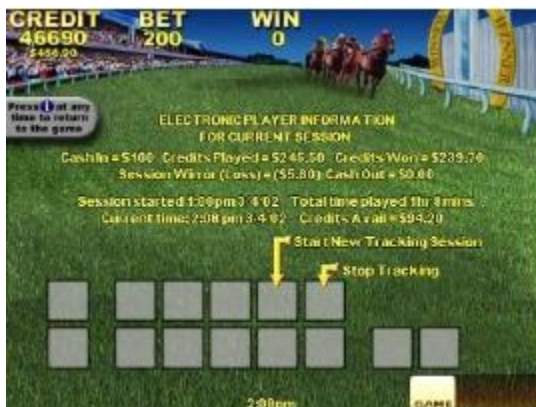 CREDIT BET WIN
46690 200 0
Press i at any
time to return
to the game
ELECTRONIC PLAYER INFORMATION
FOR CURRENT SESSION
Cash In = $100 Credits Played = $245.50 Credits Won = $239.70
Session Win or (Loss) = ($5.80) Cash Out = $0.00
Session started 1:00pm 3/4/02 Total time played 1hr 8mins
Current time: 2:08 pm 3/4/02 Credits Avail = $94.20
Start New Tracking Session
Stop Tracking
2:08pm
GAME